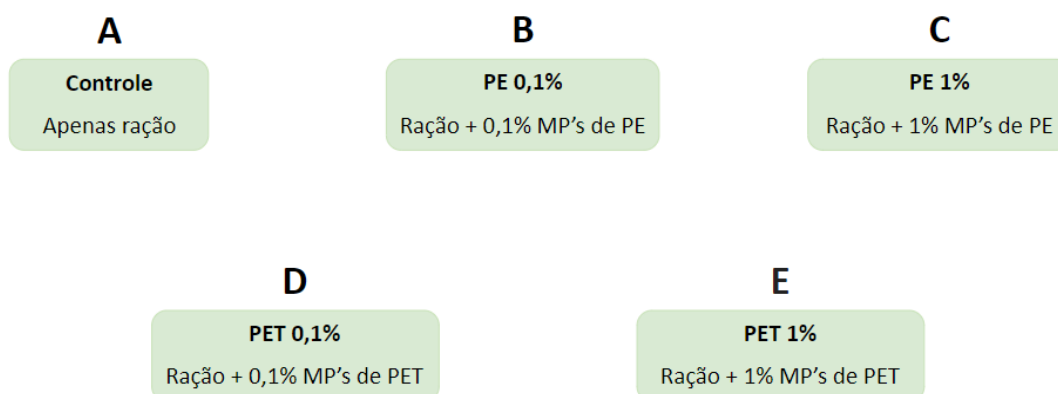 A
Controle
Apenas ração
B
PE 0,1%
Ração + 0,1% MP’s de PE
C
PE 1%
Ração + 1% MP’s de PE
D
PET 0,1%
Ração + 0,1% MP’s de PET
E
PET 1%
Ração + 1% MP’s de PET